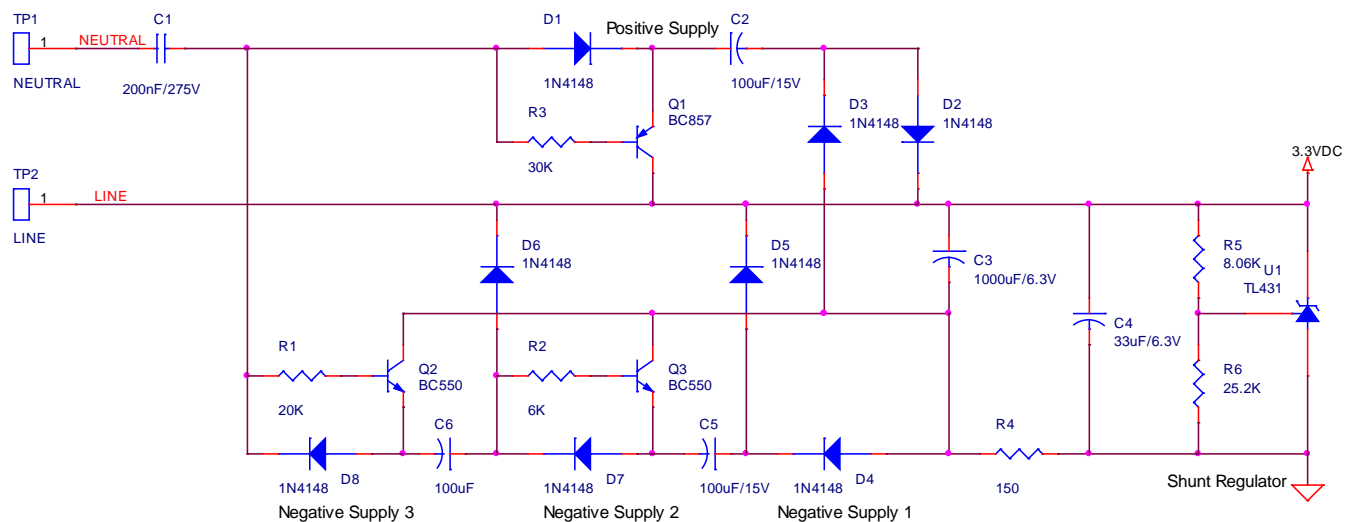 TP1
1
NEUTRAL
NEUTRAL
C1
200nF/275V
D1
1N4148
Positive Supply
C2
100uF/15V
R3
30K
Q1
BC857
D3
1N4148
D2
1N4148
3.3VDC
TP2
1
LINE
LINE
D6
1N4148
D5
1N4148
C3
1000uF/6.3V
R5
8.06K
U1
TL431
C4
33uF/6.3V
R1
20K
Q2
BC550
R2
6K
Q3
BC550
R6
25.2K
C6
100uF
C5
100uF/15V
R4
150
1N4148
D8
1N4148
D7
1N4148
D4
Shunt Regulator
Negative Supply 3
Negative Supply 2
Negative Supply 1